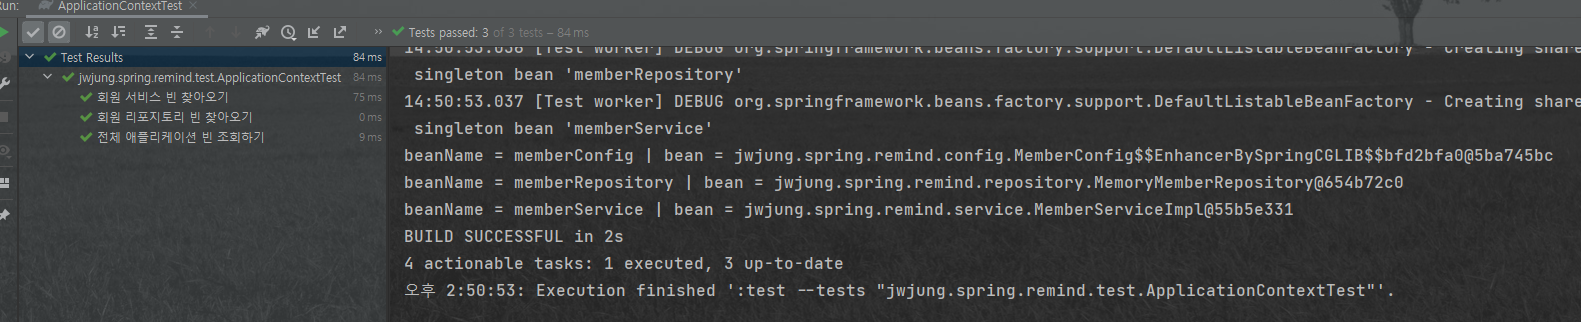 Run: ApplicationContextTest
Tests passed: 3 of 3 tests – 84 ms
Test Results 84 ms
jwjung.spring.remind.test.ApplicationContextTest 84 ms
회원 서비스 빈 찾아오기 75 ms
회원 리포지토리 빈 찾아오기 0 ms
전체 애플리케이션 빈 조회하기 9 ms
14:50:53.036 [Test worker] DEBUG org.springframework.beans.factory.support.DefaultListableBeanFactory - Creating share
singleton bean 'memberRepository'
14:50:53.037 [Test worker] DEBUG org.springframework.beans.factory.support.DefaultListableBeanFactory - Creating share
singleton bean 'memberService'
beanName = memberConfig | bean = jwjung.spring.remind.config.MemberConfig$$EnhancerBySpringCGLIB$$bfd2bfa0@5ba745bc
beanName = memberRepository | bean = jwjung.spring.remind.repository.MemoryMemberRepository@654b72c0
beanName = memberService | bean = jwjung.spring.remind.service.MemberServiceImpl@55b5e331
BUILD SUCCESSFUL in 2s
4 actionable tasks: 1 executed, 3 up-to-date
오후 2:50:53: Execution finished ':test --tests "jwjung.spring.remind.test.ApplicationContextTest"'.